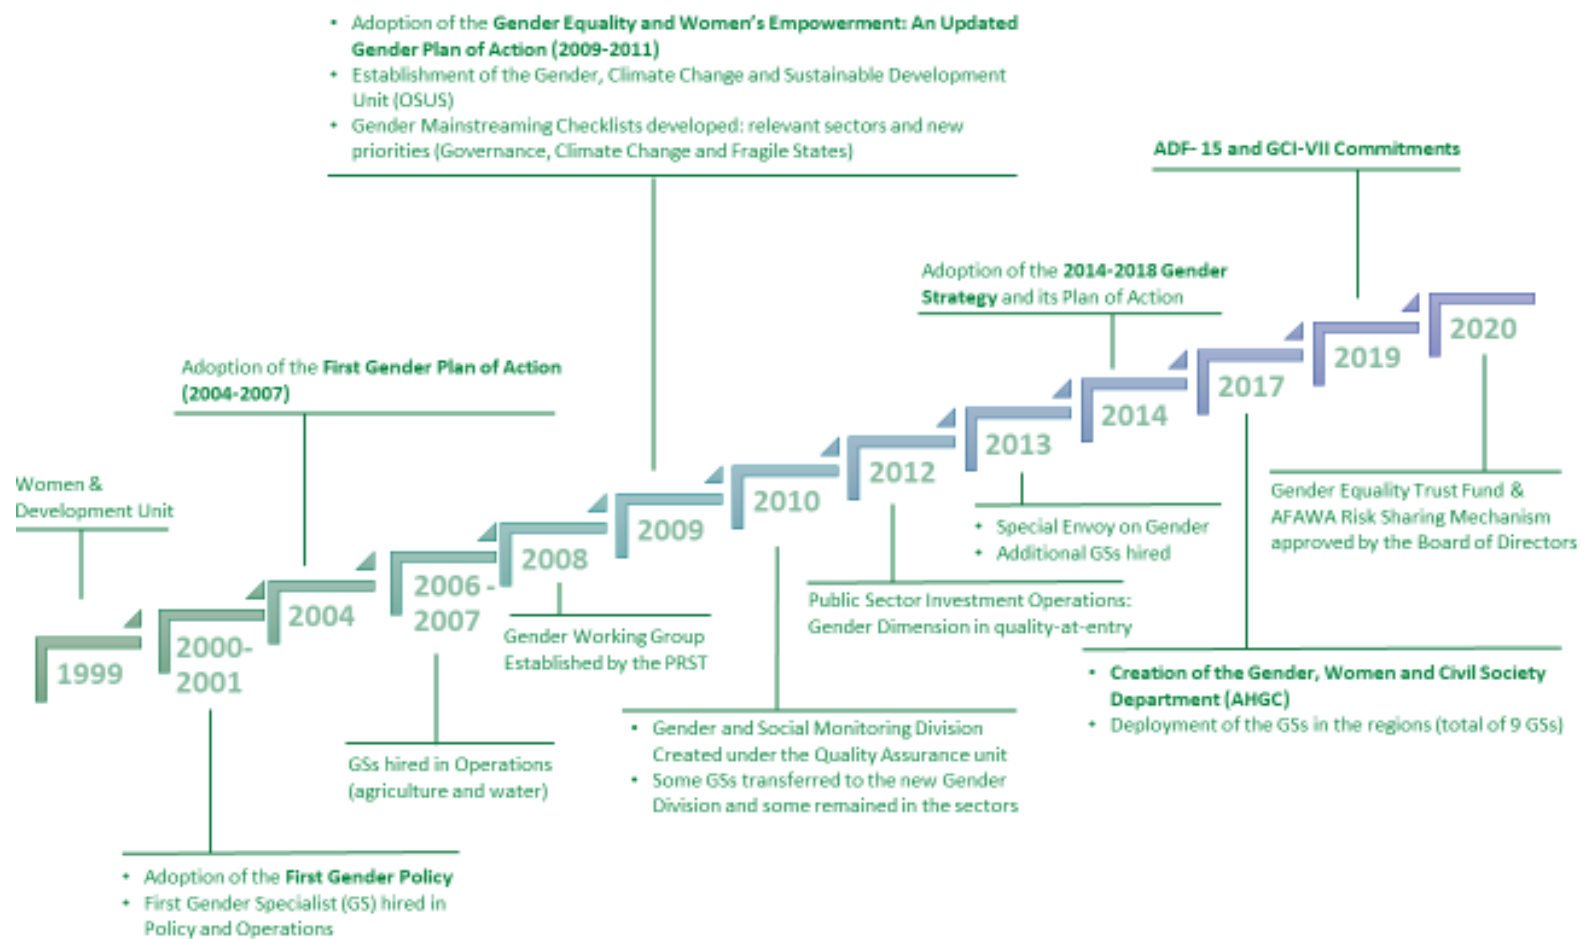 • Adoption of the Gender Equality and Women's Empowerment: An Updated
Gender Plan of Action (2009-2011)
• Establishment of the Gender, Climate Change and Sustainable Development
Unit (OSUS)
• Gender Mainstreaming Checklists developed: relevant sectors and new
priorities (Governance, Climate Change and Fragile States)
ADF- 15 and GCI-VII Commitments
Adoption of the 2014-2018 Gender
Strategy and its Plan of Action
Adoption of the First Gender Plan of Action
(2004-2007)
Women &
Development Unit
1999
2000-
2001
2004
2006 -
2007
2008
2009
2010
2012
2013
2014
2017
2019
2020
Gender Equality Trust Fund &
AFAWA Risk Sharing Mechanism
approved by the Board of Directors
• Special Envoy on Gender
• Additional GSs hired
Public Sector Investment Operations:
Gender Dimension in quality-at-entry
Gender Working Group
Established by the PRST
• Creation of the Gender, Women and Civil Society
Department (AHGC)
• Deployment of the GSs in the regions (total of 9 GSs)
• Gender and Social Monitoring Division
Created under the Quality Assurance unit
• Some GSs transferred to the new Gender
Division and some remained in the sectors
GSs hired in Operations
(agriculture and water)
• Adoption of the First Gender Policy
• First Gender Specialist (GS) hired in
Policy and Operations